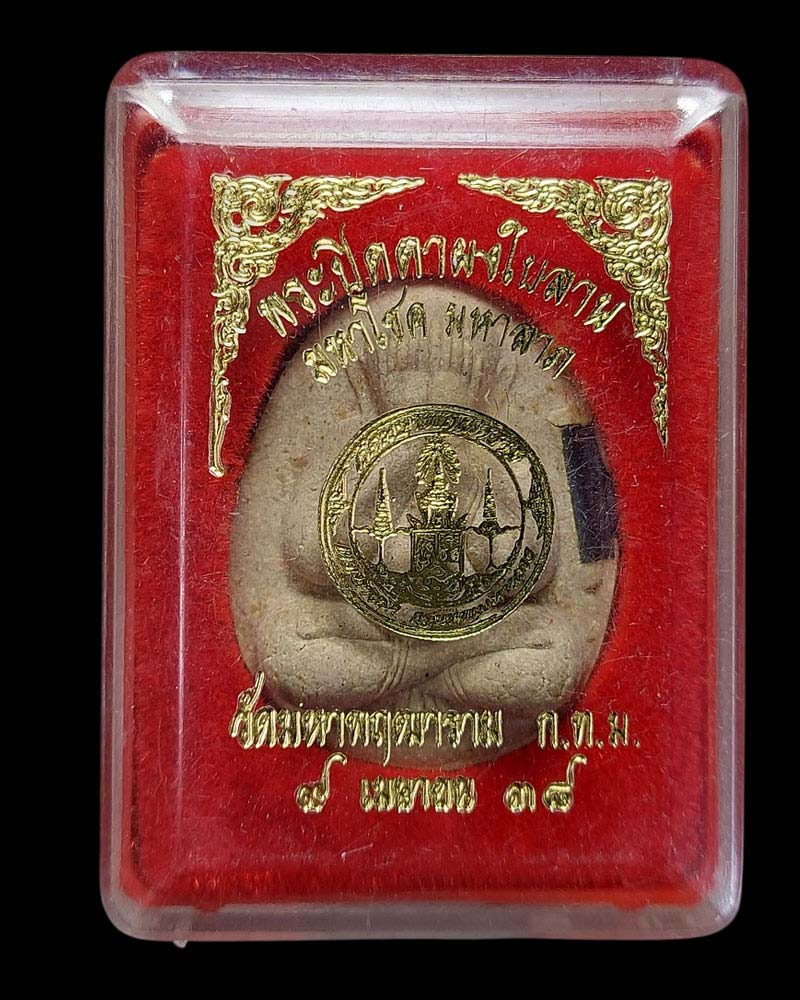 พระปิดตาผงใบลาน
มหาโชค มหาลาภ
วัดมหาพฤฒาราม ก.ท.ม.
๙ เมษายน ๓๘